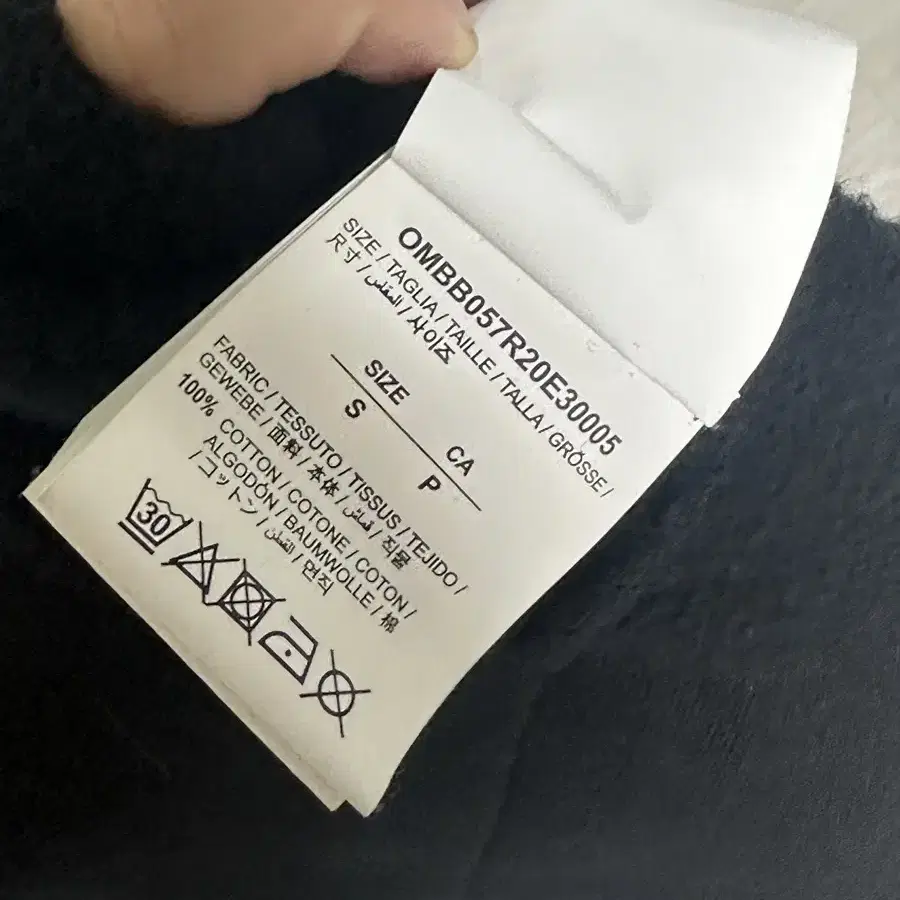 OMBB057R20E30005
SIZE / TAGLIA / TAILLE / TALLA / GRÖSSE /
尺寸 / المقاس / 사이즈
SIZE CA
S P
FABRIC / TESSUTO / TISSUS / TEJIDO /
GEWEBE / 面料 / 本体 / قماش / 직물
100% COTTON / COTONE / COTON /
ALGODÓN / BAUMWOLLE / 棉
/ コットン / القطن / 면직
30